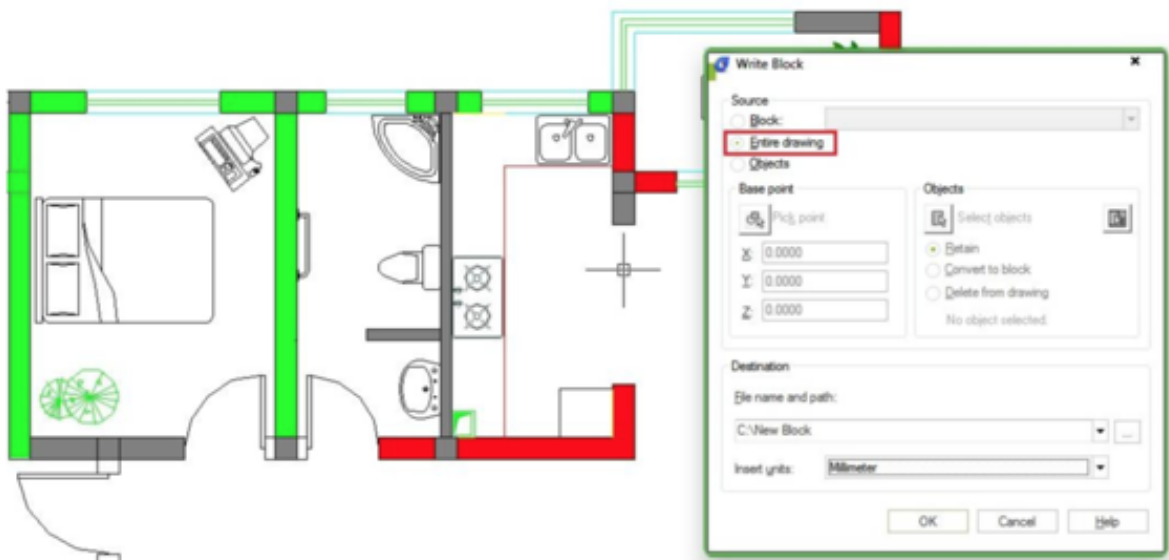 Write Block
Source
Block:
Entire drawing
Objects
Base point
Pick point
X: 0.0000
Y: 0.0000
Z: 0.0000
Objects
Select objects
Retain
Convert to block
Delete from drawing
No object selected.
Destination
File name and path:
C:\New Block
...
Insert units: Millimeter
OK Cancel Help